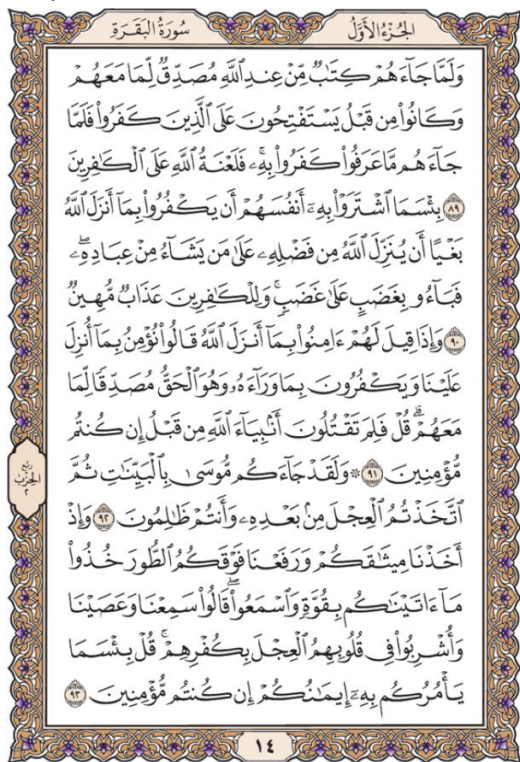 الجُزْءُ الأَوَّلُ سُورَةُ البَقَرَةِ
وَلَمَّا جَآءَهُمْ كِتَٰبٌ مِّنْ عِندِ ٱللَّهِ مُصَدِّقٌ لِّمَا مَعَهُمْ
وَكَانُوا۟ مِن قَبْلُ يَسْتَفْتِحُونَ عَلَى ٱلَّذِينَ كَفَرُوا۟ فَلَمَّا
جَآءَهُم مَّا عَرَفُوا۟ كَفَرُوا۟ بِهِۦۚ فَلَعْنَةُ ٱللَّهِ عَلَى ٱلْكَٰفِرِينَ
٨٩ بِئْسَمَا ٱشْتَرَوْا۟ بِهِۦٓ أَنفُسَهُمْ أَن يَكْفُرُوا۟ بِمَآ أَنزَلَ ٱللَّهُ
بَغْيًا أَن يُنَزِّلَ ٱللَّهُ مِن فَضْلِهِۦ عَلَىٰ مَن يَشَآءُ مِنْ عِبَادِهِۦۖ
فَبَآءُو بِغَضَبٍ عَلَىٰ غَضَبٍۚ وَلِلْكَٰفِرِينَ عَذَابٌ مُّهِينٌ
٩٠ وَإِذَا قِيلَ لَهُمْ ءَامِنُوا۟ بِمَآ أَنزَلَ ٱللَّهُ قَالُوا۟ نُؤْمِنُ بِمَآ أُنزِلَ
عَلَيْنَا وَيَكْفُرُونَ بِمَا وَرَآءَهُۥ وَهُوَ ٱلْحَقُّ مُصَدِّقًا لِّمَا
مَعَهُمْۗ قُلْ فَلِمَ تَقْتُلُونَ أَنۢبِيَآءَ ٱللَّهِ مِن قَبْلُ إِن كُنتُم
مُّؤْمِنِينَ ٩١ ۞ وَلَقَدْ جَآءَكُم مُّوسَىٰ بِٱلْبَيِّنَٰتِ ثُمَّ
ٱتَّخَذْتُمُ ٱلْعِجْلَ مِنۢ بَعْدِهِۦ وَأَنتُمْ ظَٰلِمُونَ ٩٢ وَإِذْ
أَخَذْنَا مِيثَٰقَكُمْ وَرَفَعْنَا فَوْقَكُمُ ٱلطُّورَ خُذُوا۟
مَآ ءَاتَيْنَٰكُم بِقُوَّةٍ وَٱسْمَعُوا۟ۖ قَالُوا۟ سَمِعْنَا وَعَصَيْنَا
وَأُشْرِبُوا۟ فِى قُلُوبِهِمُ ٱلْعِجْلَ بِكُفْرِهِمْۚ قُلْ بِئْسَمَا
يَأْمُرُكُم بِهِۦٓ إِيمَٰنُكُمْ إِن كُنتُم مُّؤْمِنِينَ ٩٣
ربع
الحزب
٢
١٤